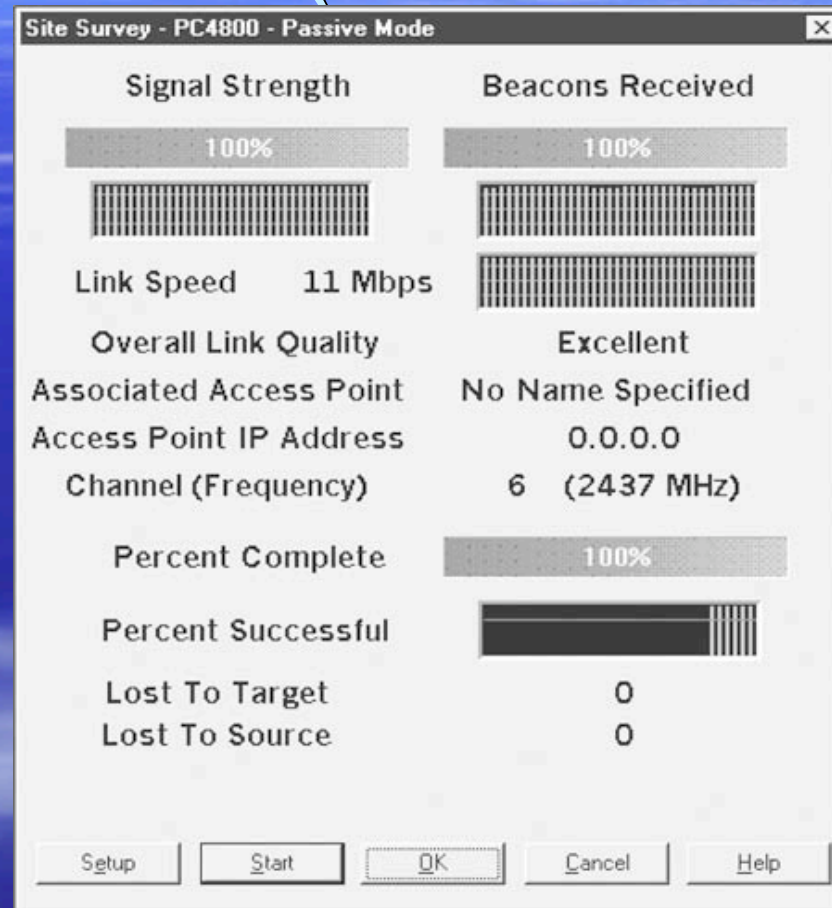 Site Survey - PC4800 - Passive Mode
Signal Strength Beacons Received
100% 100%
Link Speed 11 Mbps
Overall Link Quality Excellent
Associated Access Point No Name Specified
Access Point IP Address 0.0.0.0
Channel (Frequency) 6 (2437 MHz)
Percent Complete 100%
Percent Successful
Lost To Target 0
Lost To Source 0
Setup Start OK Cancel Help